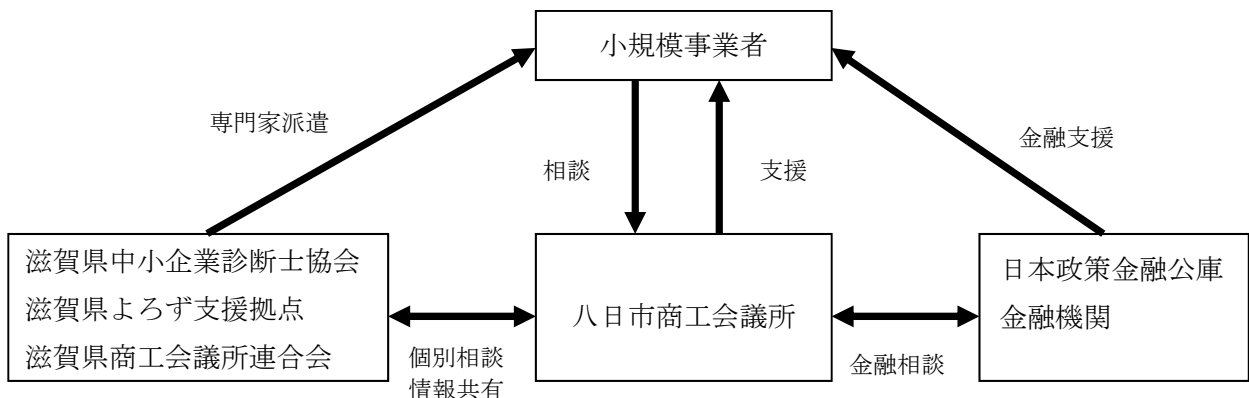 小規模事業者
専門家派遣
金融支援
相談
支援
滋賀県中小企業診断士協会
滋賀県よろず支援拠点
滋賀県商工会議所連合会
八日市商工会議所
日本政策金融公庫
金融機関
個別相談
情報共有
金融相談